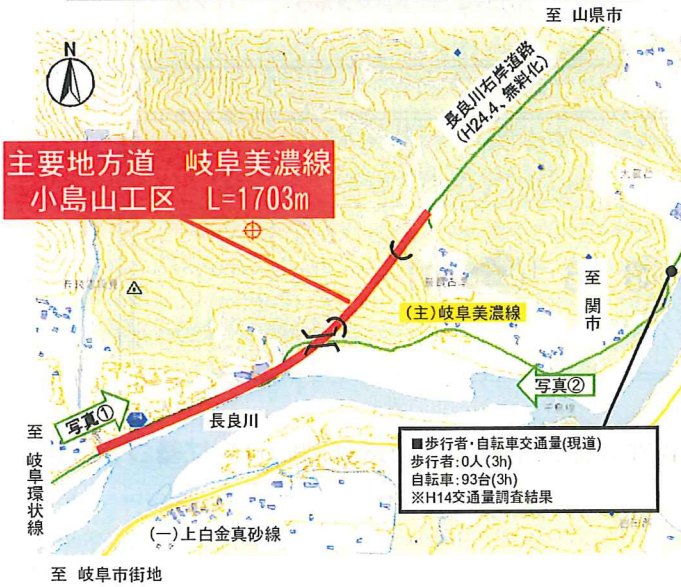 至 山県市
N
長良川右岸道路
(H24.4、無料化)
主要地方道 岐阜美濃線
小島山工区 L=1703m
至 関市
(主)岐阜美濃線
写真②
写真①
長良川
至 岐阜環状線
■歩行者・自転車交通量(現道)
歩行者:0人(3h)
自転車:93台(3h)
※H14交通量調査結果
(一)上白金真砂線
至 岐阜市街地